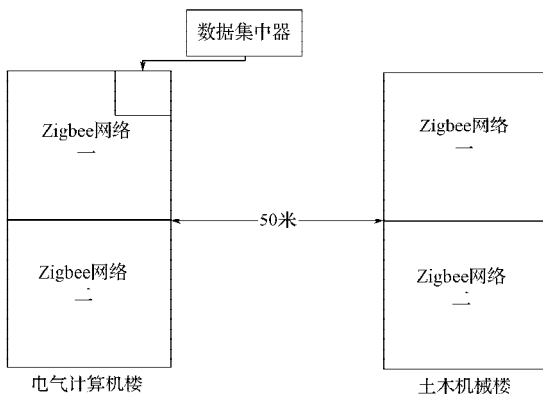 数据集中器
Zigbee网络
一
Zigbee网络
一
50米
Zigbee网络
二
Zigbee网络
二
电气计算机楼
土木机械楼